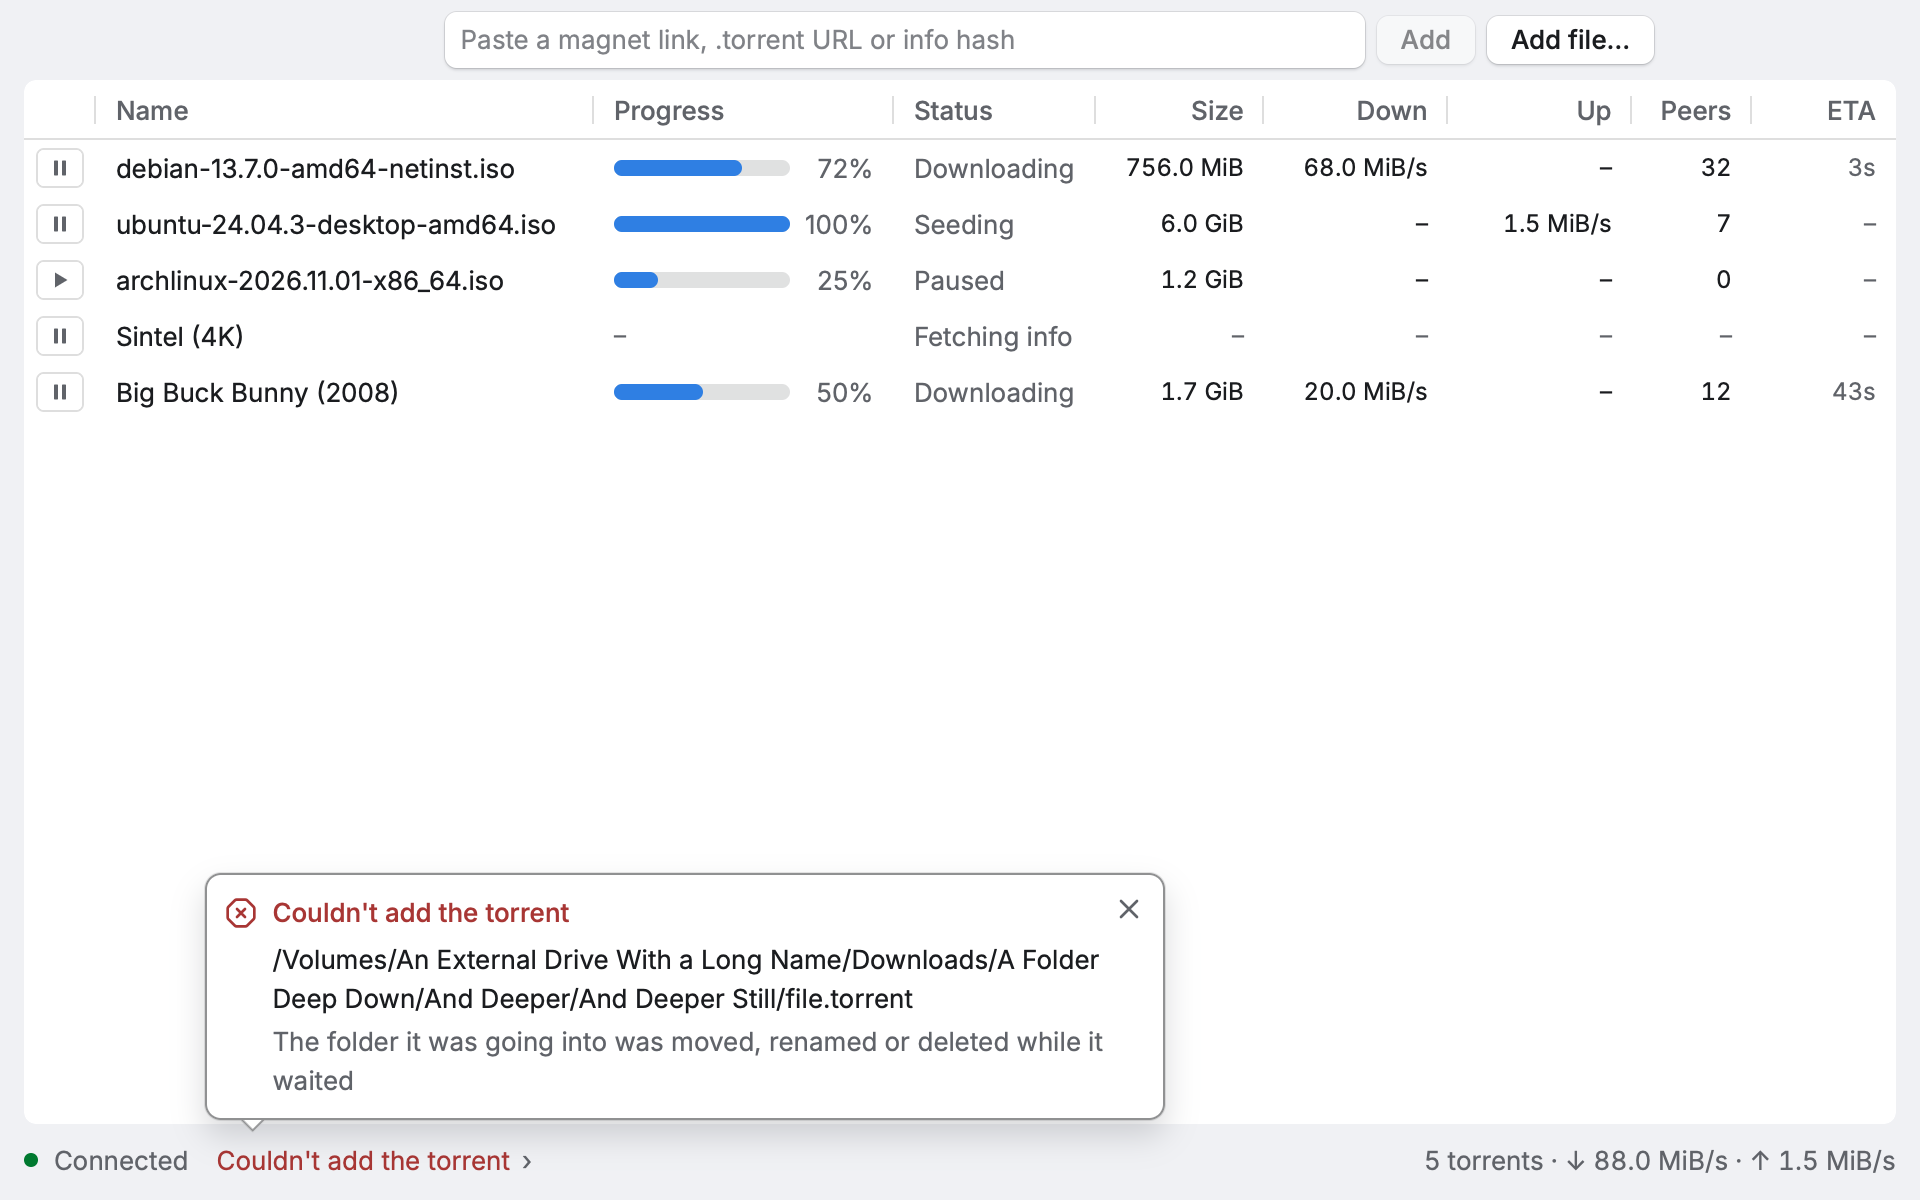 Paste a magnet link, .torrent URL or info hash Add Add file...
Name Progress Status Size Down Up Peers ETA
debian-13.7.0-amd64-netinst.iso 72% Downloading 756.0 MiB 68.0 MiB/s – 32 3s
ubuntu-24.04.3-desktop-amd64.iso 100% Seeding 6.0 GiB – 1.5 MiB/s 7 –
archlinux-2026.11.01-x86_64.iso 25% Paused 1.2 GiB – – 0 –
Sintel (4K) – Fetching info – – – – –
Big Buck Bunny (2008) 50% Downloading 1.7 GiB 20.0 MiB/s – 12 43s
Couldn't add the torrent
/Volumes/An External Drive With a Long Name/Downloads/A Folder
Deep Down/And Deeper/And Deeper Still/file.torrent
The folder it was going into was moved, renamed or deleted while it
waited
Connected Couldn't add the torrent › 5 torrents · ↓ 88.0 MiB/s · ↑ 1.5 MiB/s